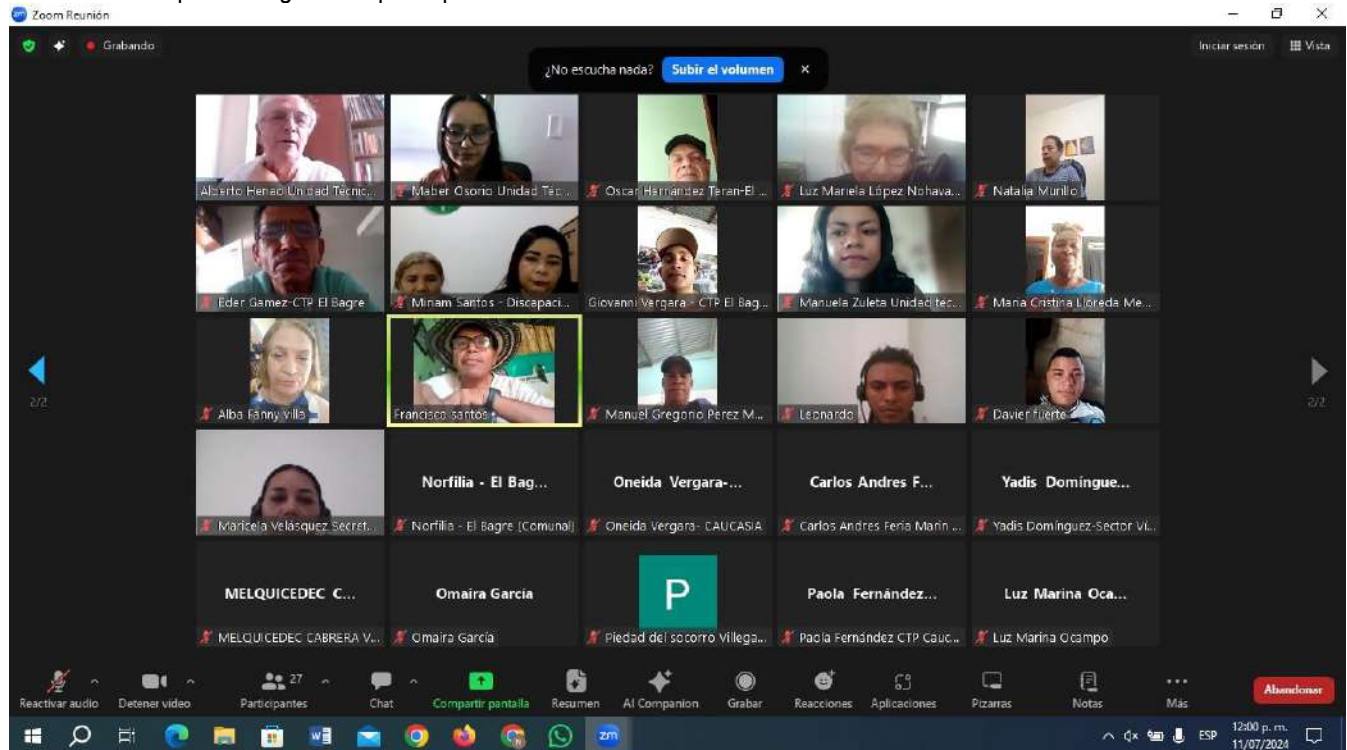 Zoom Reunión
Grabando
Iniciar sesión
Vista
¿No escucha nada? Subir el volumen
Alberto Henao Unidad Técnic...
Maber Osorio Unidad Téc...
Oscar Hernández Teran-El ...
Luz Mariela López Nohava...
Natalia Murillo
Eder Gamez-CTP El Bagre
Miriam Santos - Discapaci...
Giovanni Vergara - CTP El Bag...
Manuela Zuleta Unidad tec...
Maria Cristina Lloreda Me...
2/2
2/2
Alba Fanny villa
Francisco santos
Manuel Gregorio Perez M...
Leonardo
Davier fuerte
Maricela Velásquez Secret...
Norfilia - El Bag...
Norfilia - El Bagre (Comunal)
Oneida Vergara-...
Oneida Vergara- CAUCASIA
Carlos Andres F...
Carlos Andres Feria Marin ...
Yadis Domíngue...
Yadis Domínguez-Sector Vi...
MELQUICEDEC C...
MELQUICEDEC CABRERA V...
Omaira García
Omaira García
P
Piedad del socorro Villega...
Paola Fernández...
Paola Fernández CTP Cauc...
Luz Marina Oca...
Luz Marina Ocampo
Reactivar audio
Detener video
27
Participantes
Chat
Compartir pantalla
Resumen
AI Companion
Grabar
Reacciones
Aplicaciones
Pizarras
Notas
Más
Abandonar
zm
ESP
12:00 p. m.
11/07/2024